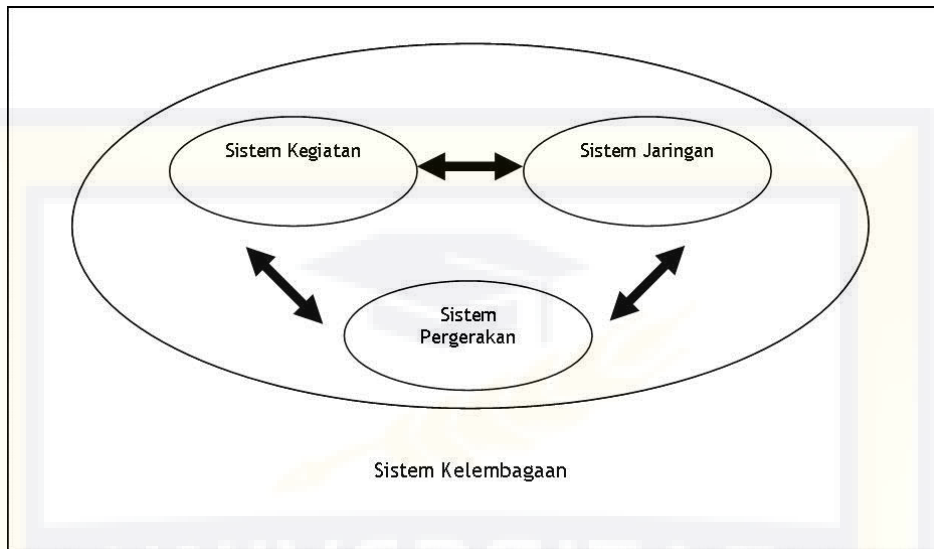 Sistem Kegiatan
Sistem Jaringan
Sistem
Pergerakan
Sistem Kelembagaan